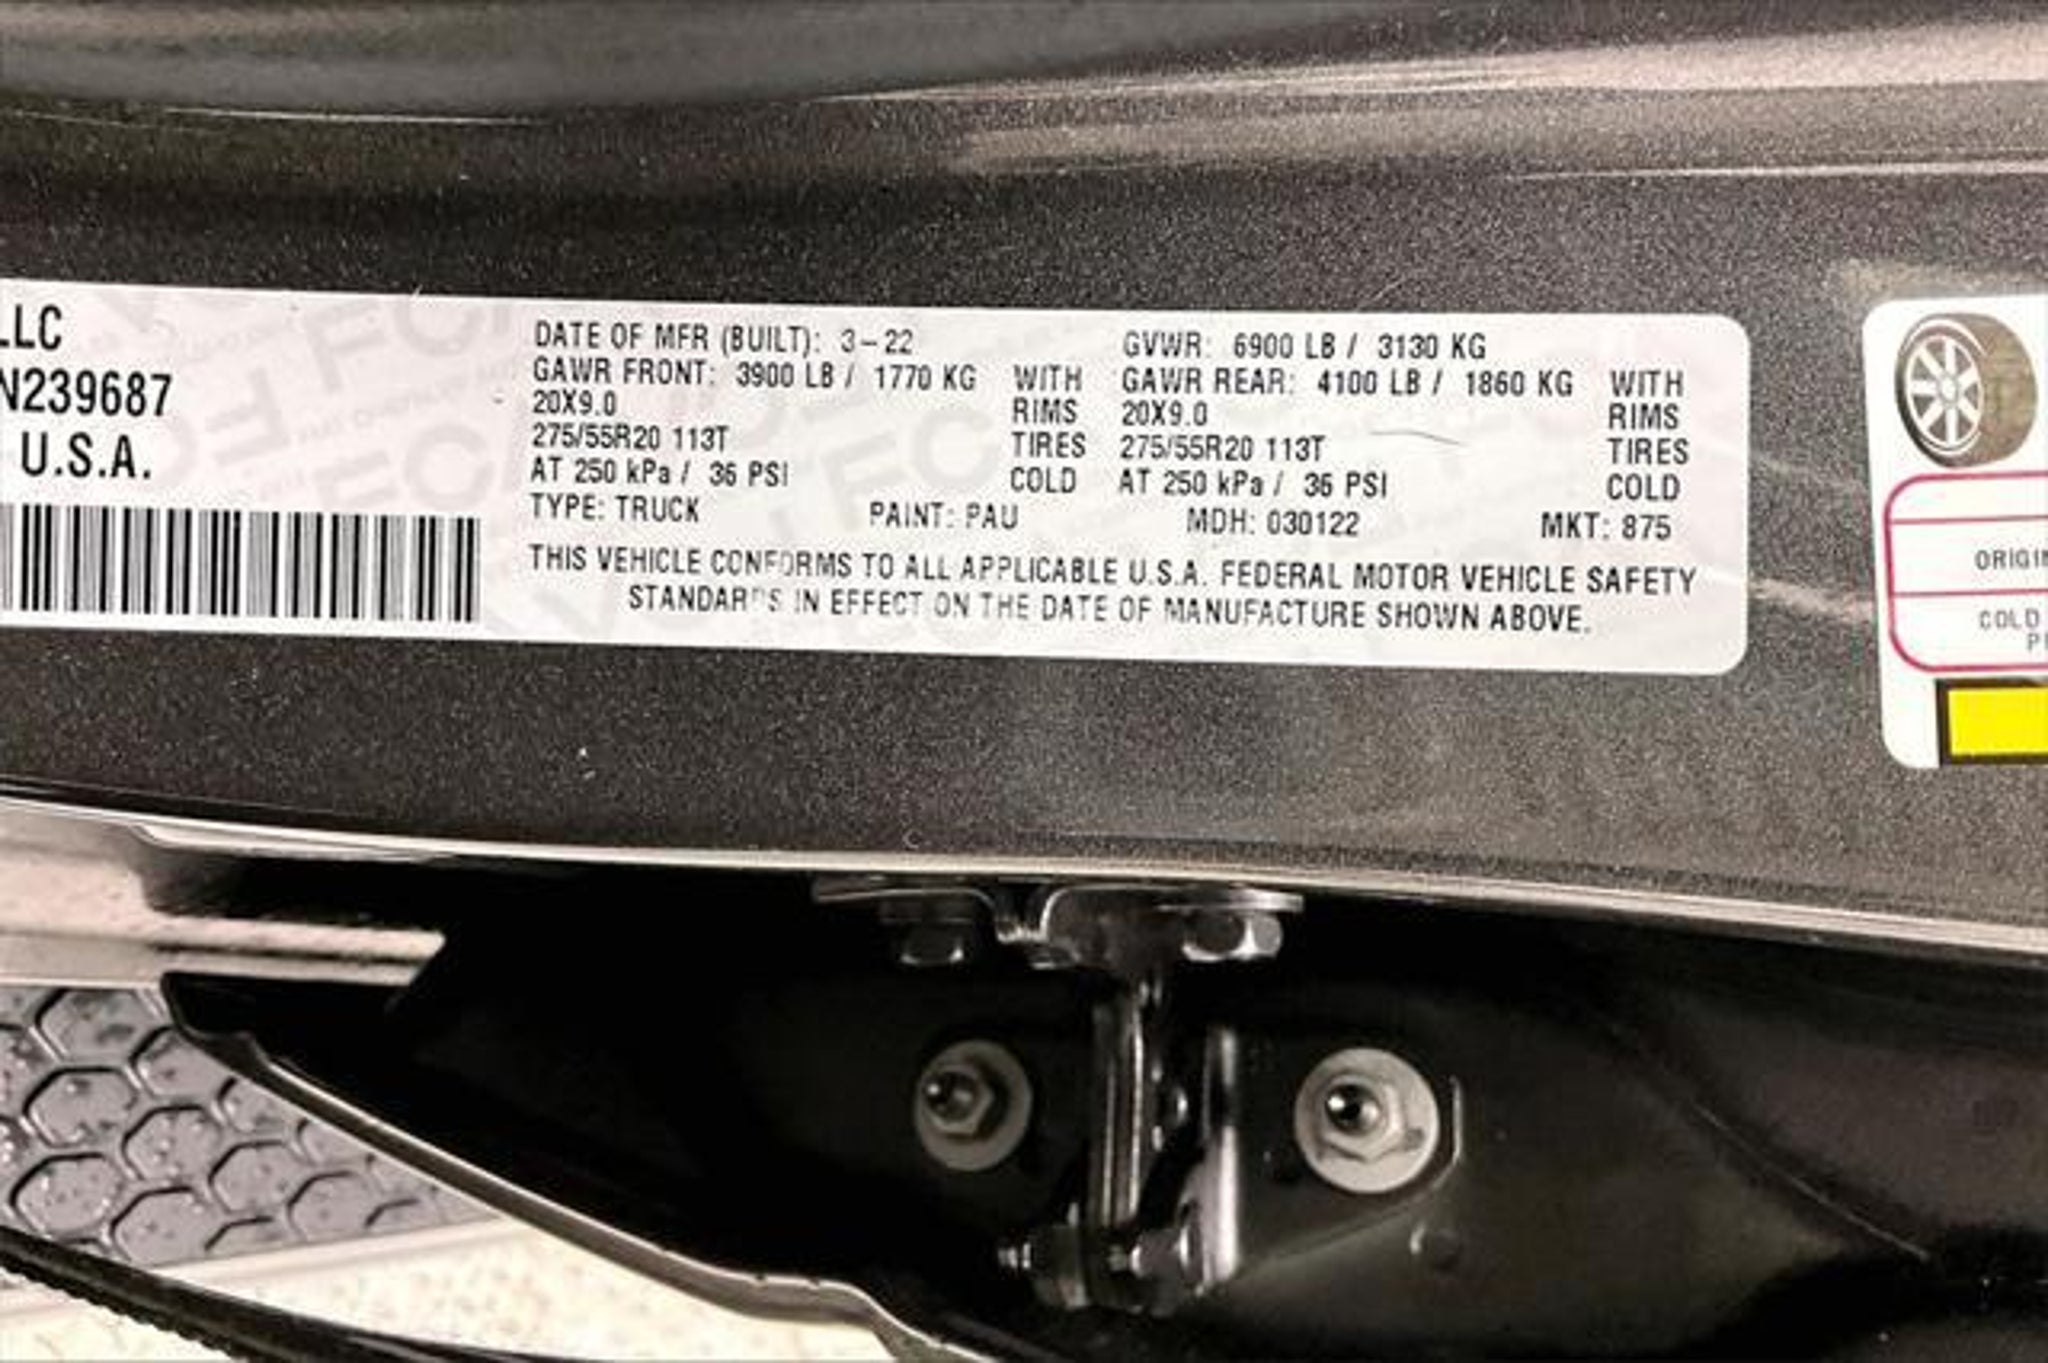 LLC
N239687
U.S.A.
DATE OF MFR (BUILT): 3-22 GVWR: 6900 LB / 3130 KG
GAWR FRONT: 3900 LB / 1770 KG WITH GAWR REAR: 4100 LB / 1860 KG WITH
20X9.0 RIMS 20X9.0 RIMS
275/55R20 113T TIRES 275/55R20 113T TIRES
AT 250 kPa / 36 PSI COLD AT 250 kPa / 36 PSI COLD
TYPE: TRUCK PAINT: PAU MDH: 030122 MKT: 875
THIS VEHICLE CONFORMS TO ALL APPLICABLE U.S.A. FEDERAL MOTOR VEHICLE SAFETY
STANDARDS IN EFFECT ON THE DATE OF MANUFACTURE SHOWN ABOVE.
ORIGIN
COLD